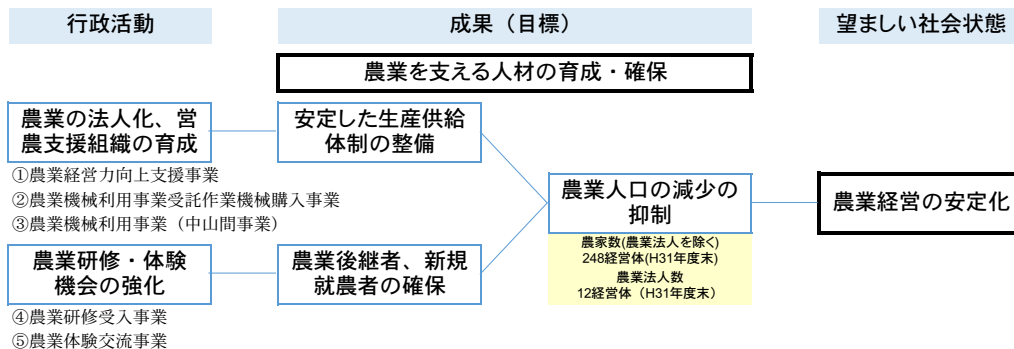 行政活動
成果（目標）
望ましい社会状態
農業を支える人材の育成・確保
農業の法人化、営
農支援組織の育成
安定した生産供給
体制の整備
①農業経営力向上支援事業
②農業機械利用事業受託作業機械購入事業
③農業機械利用事業（中山間事業）
農業人口の減少の
抑制
農業経営の安定化
農家数(農業法人を除く)
248経営体(H31年度末)
農業法人数
12経営体（H31年度末）
農業研修・体験
機会の強化
農業後継者、新規
就農者の確保
④農業研修受入事業
⑤農業体験交流事業